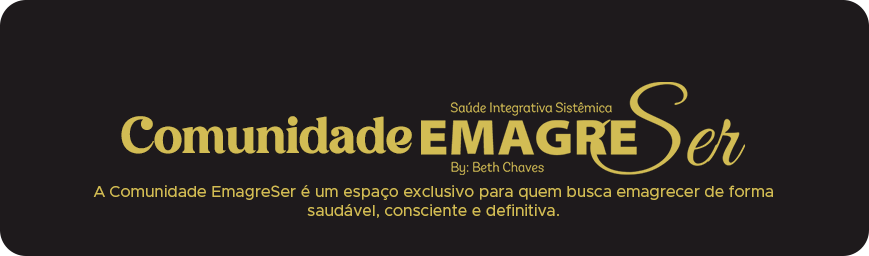 Comunidade
Saúde Integrativa Sistêmica
EMAGRESer
By: Beth Chaves
A Comunidade EmagreSer é um espaço exclusivo para quem busca emagrecer de forma
saudável, consciente e definitiva.